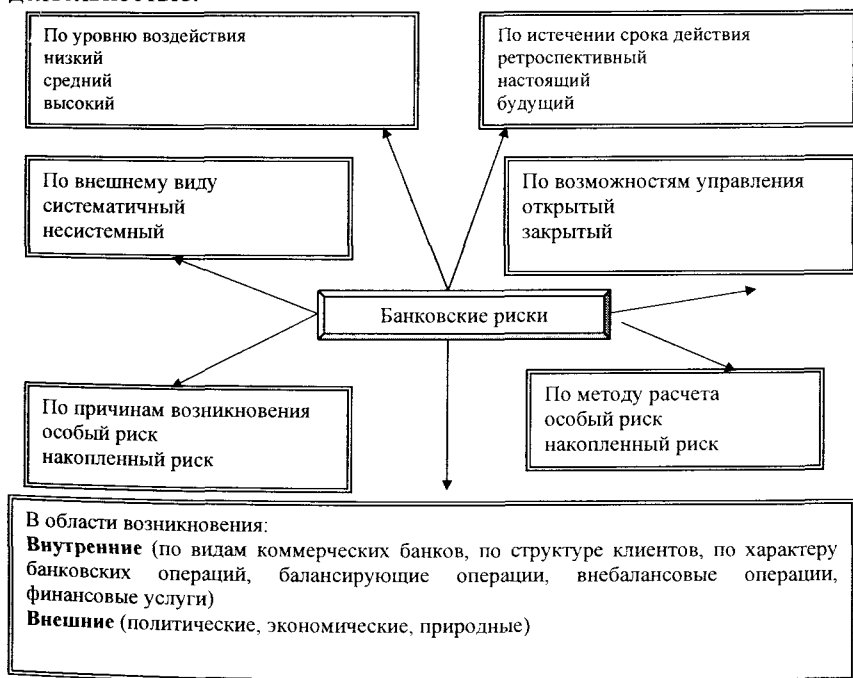 По уровню воздействия
низкий
средний
высокий
По истечении срока действия
ретроспективный
настоящий
будущий
По внешнему виду
систематичный
несистемный
По возможностям управления
открытый
закрытый
Банковские риски
По причинам возникновения
особый риск
накопленный риск
По методу расчета
особый риск
накопленный риск
В области возникновения:
Внутренние (по видам коммерческих банков, по структуре клиентов, по характеру
банковских операций, балансирующие операции, внебалансовые операции,
финансовые услуги)
Внешние (политические, экономические, природные)